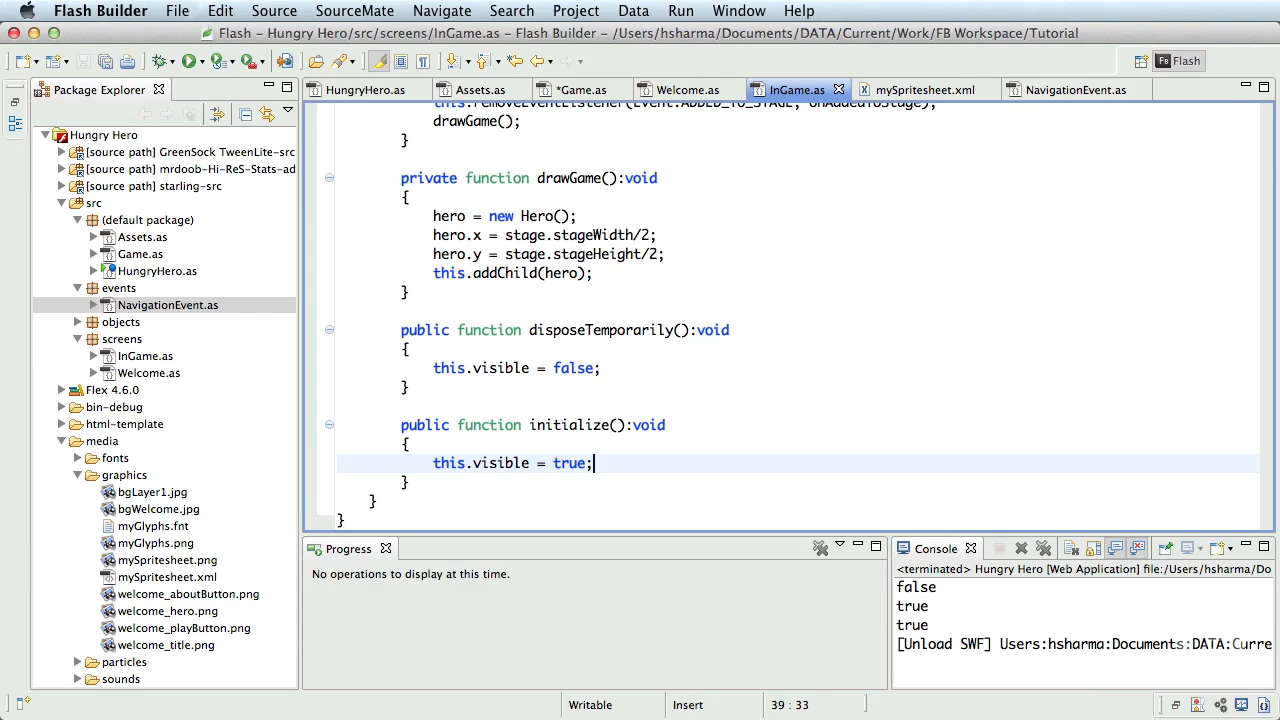 Flash Builder File Edit Source SourceMate Navigate Search Project Data Run Window Help
Flash - Hungry Hero/src/screens/InGame.as - Flash Builder - /Users/hsharma/Documents/DATA/Current/Work/FB Workspace/Tutorial
Fb Flash
Package Explorer
HungryHero.as Assets.as *Game.as Welcome.as InGame.as mySpritesheet.xml NavigationEvent.as
Hungry Hero
[source path] GreenSock TweenLite-src
[source path] mrdoob-Hi-ReS-Stats-ad
[source path] starling-src
src
(default package)
Assets.as
Game.as
HungryHero.as
events
NavigationEvent.as
objects
screens
InGame.as
Welcome.as
Flex 4.6.0
bin-debug
html-template
media
fonts
graphics
bgLayer1.jpg
bgWelcome.jpg
myGlyphs.fnt
myGlyphs.png
mySpritesheet.png
mySpritesheet.xml
welcome_aboutButton.png
welcome_hero.png
welcome_playButton.png
welcome_title.png
particles
sounds
this.removeEventListener(Event.ADDED_TO_STAGE, onAddedToStage);
drawGame();
}
private function drawGame():void
{
hero = new Hero();
hero.x = stage.stageWidth/2;
hero.y = stage.stageHeight/2;
this.addChild(hero);
}
public function disposeTemporarily():void
{
this.visible = false;
}
public function initialize():void
{
this.visible = true;
}
}
}
Progress
No operations to display at this time.
Console
<terminated> Hungry Hero [Web Application] file:/Users/hsharma/Do
false
true
true
[Unload SWF] Users:hsharma:Documents:DATA:Curre
Writable Insert 39 : 33